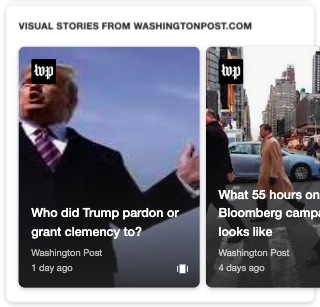 VISUAL STORIES FROM WASHINGTONPOST.COM
wp
Who did Trump pardon or
grant clemency to?
Washington Post
1 day ago
wp
What 55 hours on
Bloomberg campa
looks like
Washington Post
4 days ago